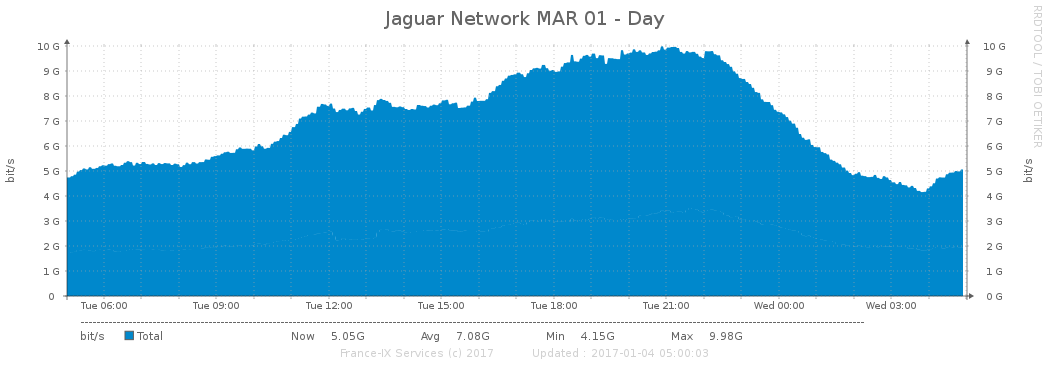 Jaguar Network MAR 01 - Day
RRDTOOL / TOBI OETIKER
10 G 10 G
9 G 9 G
8 G 8 G
7 G 7 G
6 G 6 G
5 G 5 G
4 G 4 G
3 G 3 G
2 G 2 G
1 G 1 G
0 0 G
bit/s
bit/s
Tue 06:00 Tue 09:00 Tue 12:00 Tue 15:00 Tue 18:00 Tue 21:00 Wed 00:00 Wed 03:00
bit/s Total Now 5.05G Avg 7.08G Min 4.15G Max 9.98G
France-IX Services (c) 2017 Updated : 2017-01-04 05:00:03